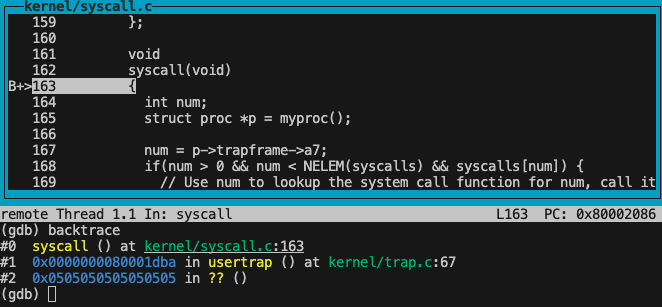 kernel/syscall.c
159 };
160
161 void
162 syscall(void)
B+>163 {
164 int num;
165 struct proc *p = myproc();
166
167 num = p->trapframe->a7;
168 if(num > 0 && num < NELEM(syscalls) && syscalls[num]) {
169 // Use num to lookup the system call function for num, call it
remote Thread 1.1 In: syscall L163 PC: 0x80002086
(gdb) backtrace
#0 syscall () at kernel/syscall.c:163
#1 0x0000000080001dba in usertrap () at kernel/trap.c:67
#2 0x0505050505050505 in ?? ()
(gdb)